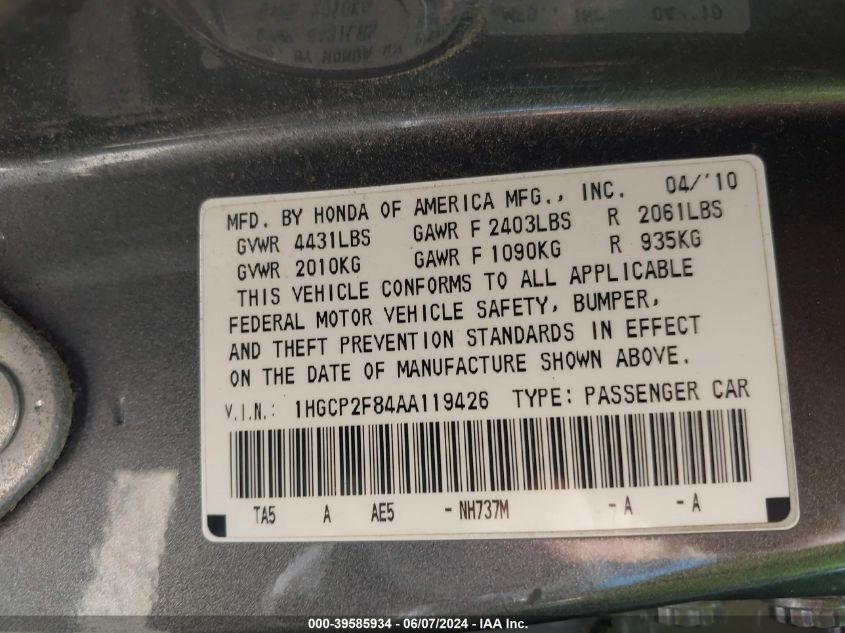 MFD. BY HONDA OF AMERICA MFG., INC. 04/'10
GVWR 4431LBS GAWR F 2403LBS R 2061LBS
GVWR 2010KG GAWR F 1090KG R 935KG
THIS VEHICLE CONFORMS TO ALL APPLICABLE
FEDERAL MOTOR VEHICLE SAFETY, BUMPER,
AND THEFT PREVENTION STANDARDS IN EFFECT
ON THE DATE OF MANUFACTURE SHOWN ABOVE.
V.I.N.: 1HGCP2F84AA119426 TYPE: PASSENGER CAR
TA5 A AE5 - NH737M - A - A
000-39585934 - 06/07/2024 - IAA Inc.